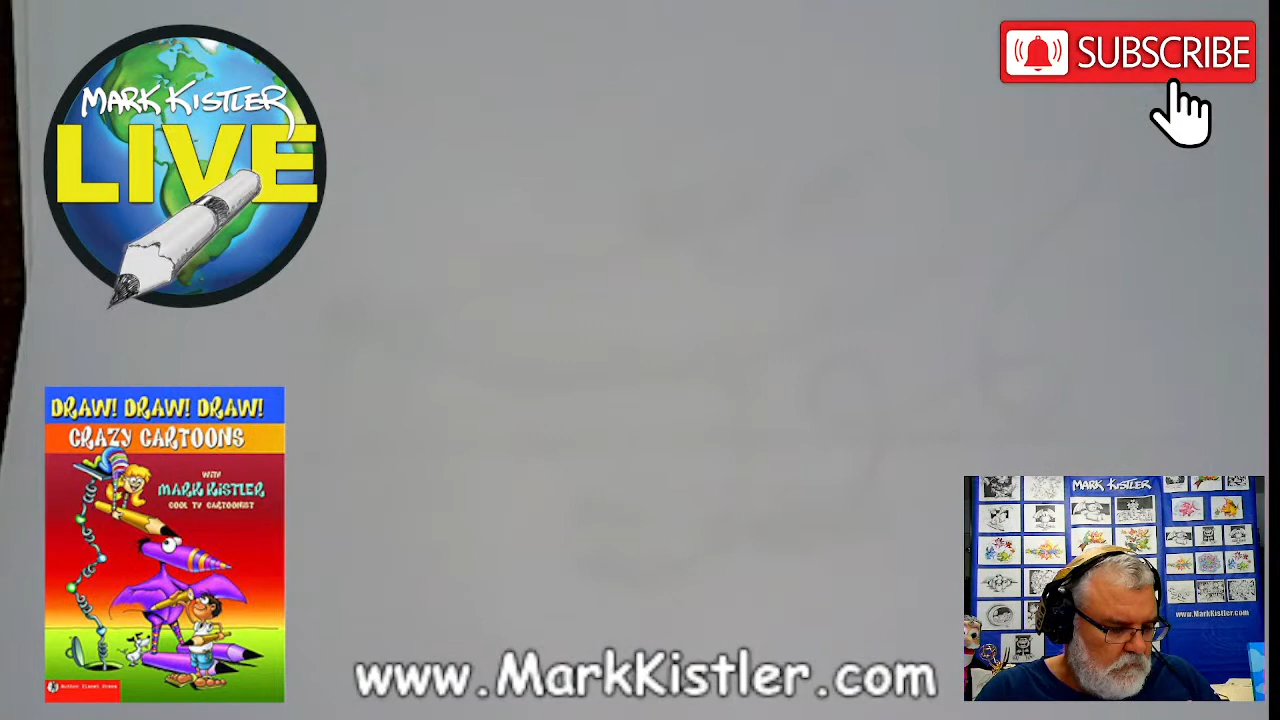 MARK KISTLER
LIVE
SUBSCRIBE
DRAW! DRAW! DRAW!
CRAZY CARTOONS
WITH
MARK KISTLER
COOL TV CARTOONIST
MARK KISTLER
www.MarkKistler.com
www.MarkKistler.com